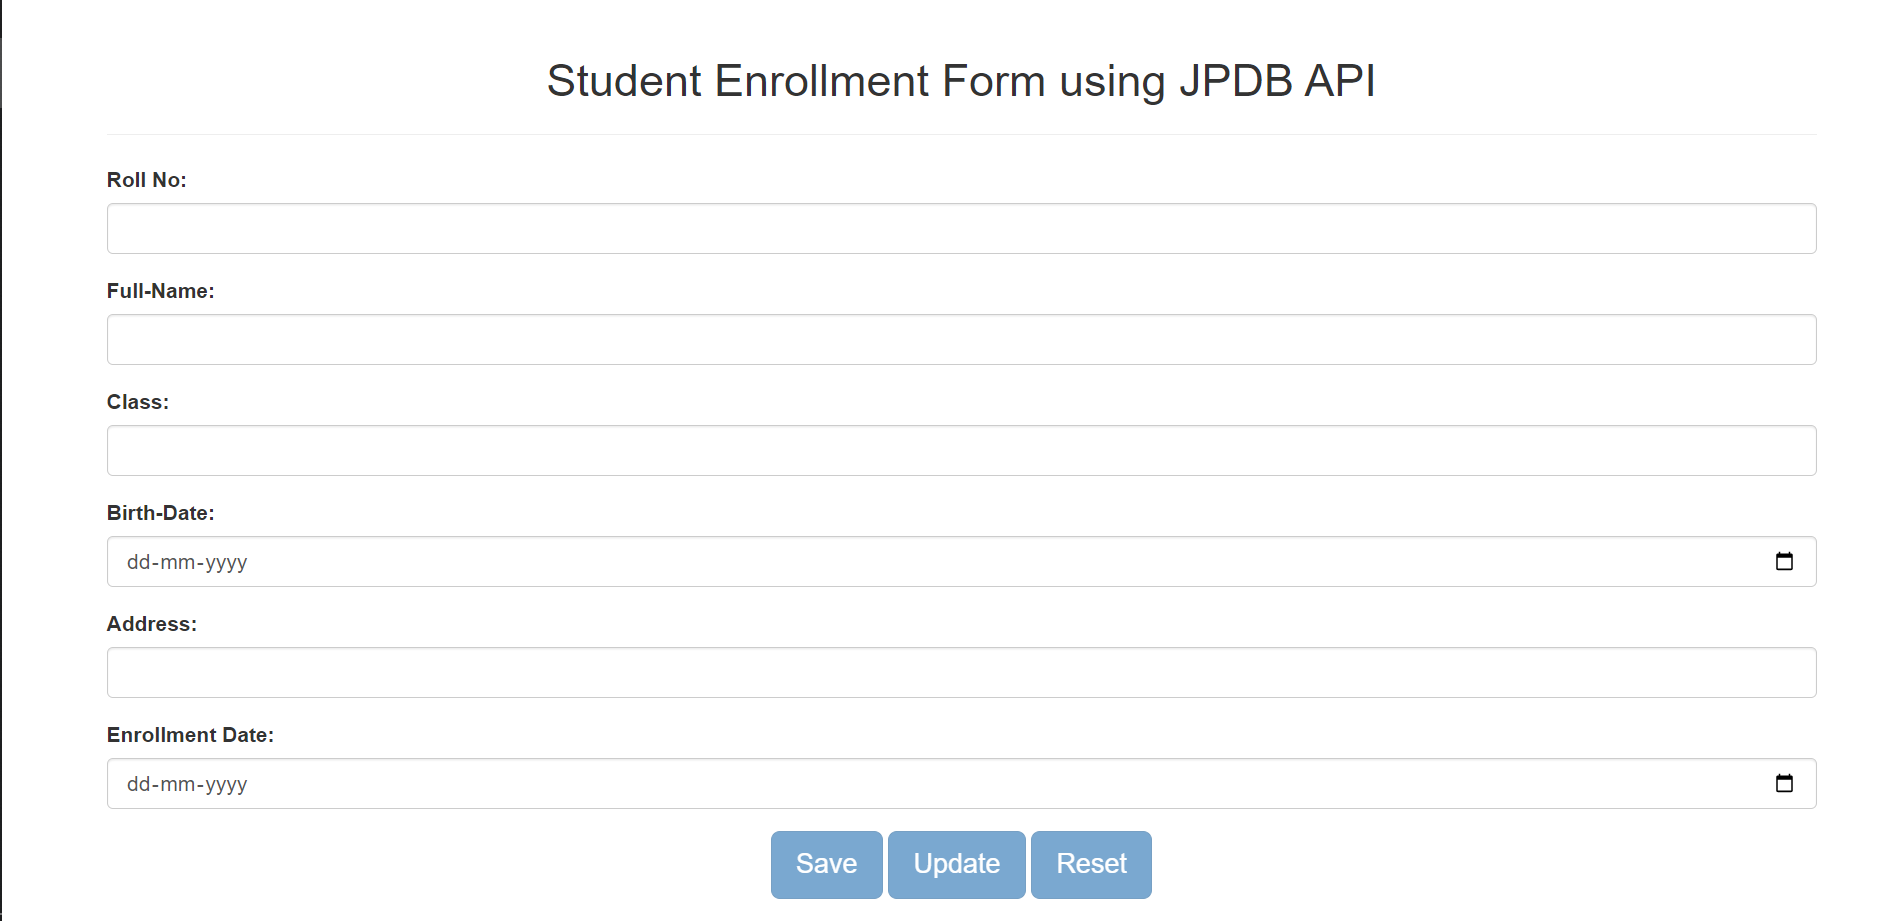 Student Enrollment Form using JPDB API
Roll No:
Full-Name:
Class:
Birth-Date:
dd-mm-yyyy
Address:
Enrollment Date:
dd-mm-yyyy
Save Update Reset